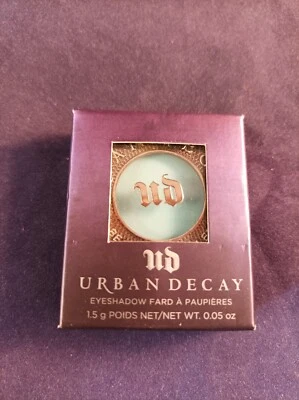 ud
ud
URBAN DECAY
EYESHADOW FARD À PAUPIÈRES
1.5 g POIDS NET/NET WT. 0.05 oz